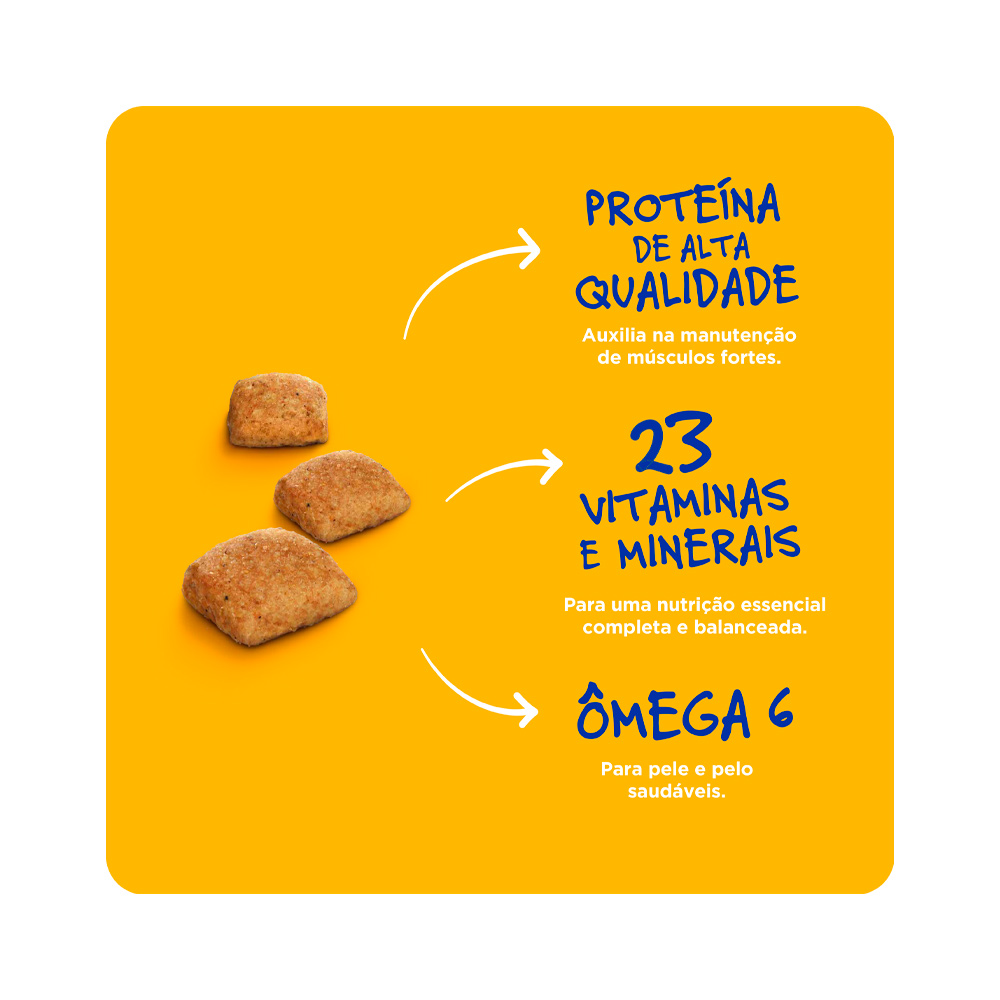 PROTEÍNA
DE ALTA
QUALIDADE
Auxilia na manutenção
de músculos fortes.
23
VITAMINAS
E MINERAIS
Para uma nutrição essencial
completa e balanceada.
ÔMEGA 6
Para pele e pelo
saudáveis.